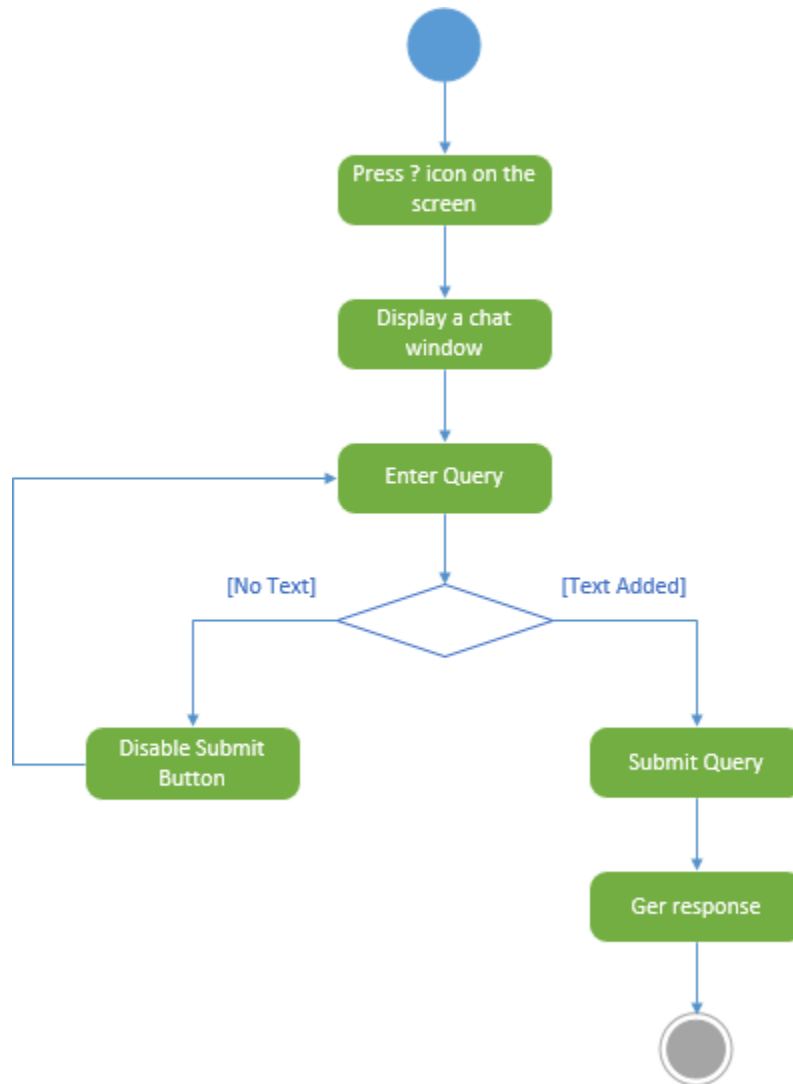 Press ? icon on the
screen
Display a chat
window
Enter Query
[No Text]
[Text Added]
Disable Submit
Button
Submit Query
Ger response